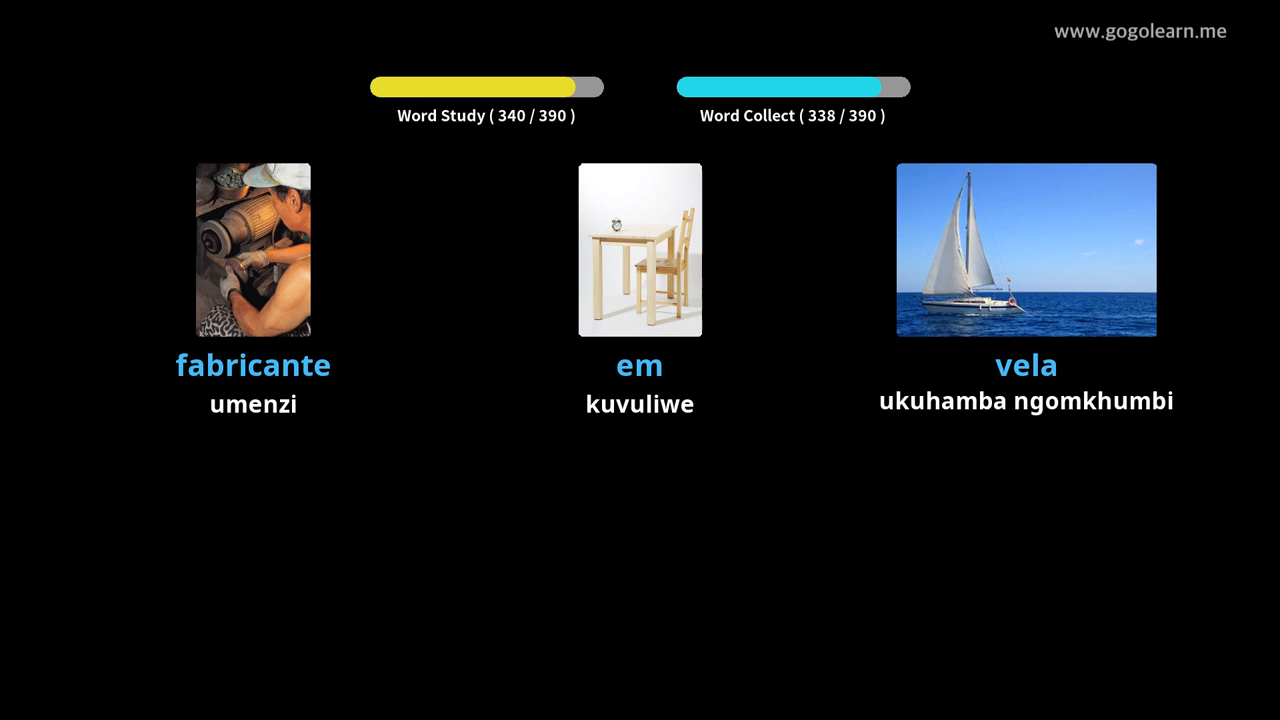 www.gogolearn.me
Word Study ( 340 / 390 )
Word Collect ( 338 / 390 )
fabricante
umenzi
em
kuvuliwe
vela
ukuhamba ngomkhumbi